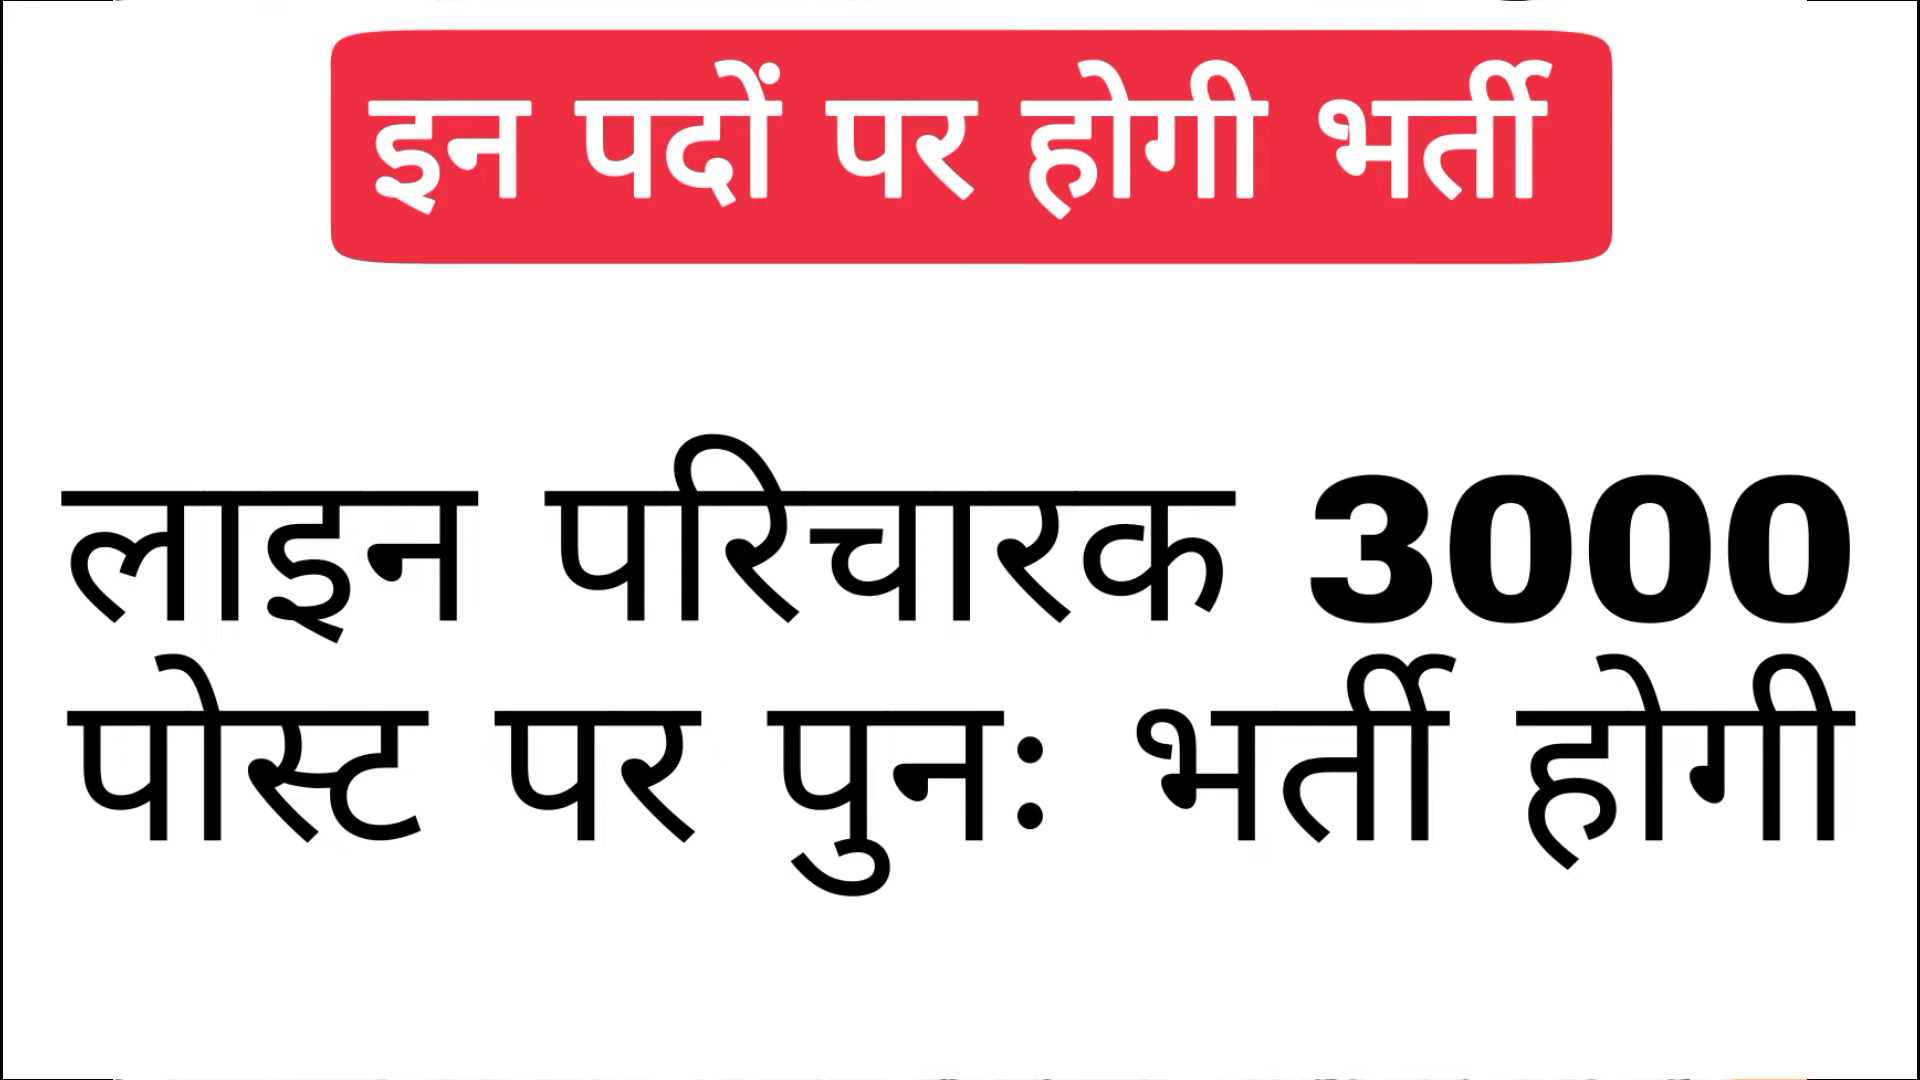 इन पदों पर होगी भर्ती
लाइन परिचारक 3000
पोस्ट पर पुन: भर्ती होगी